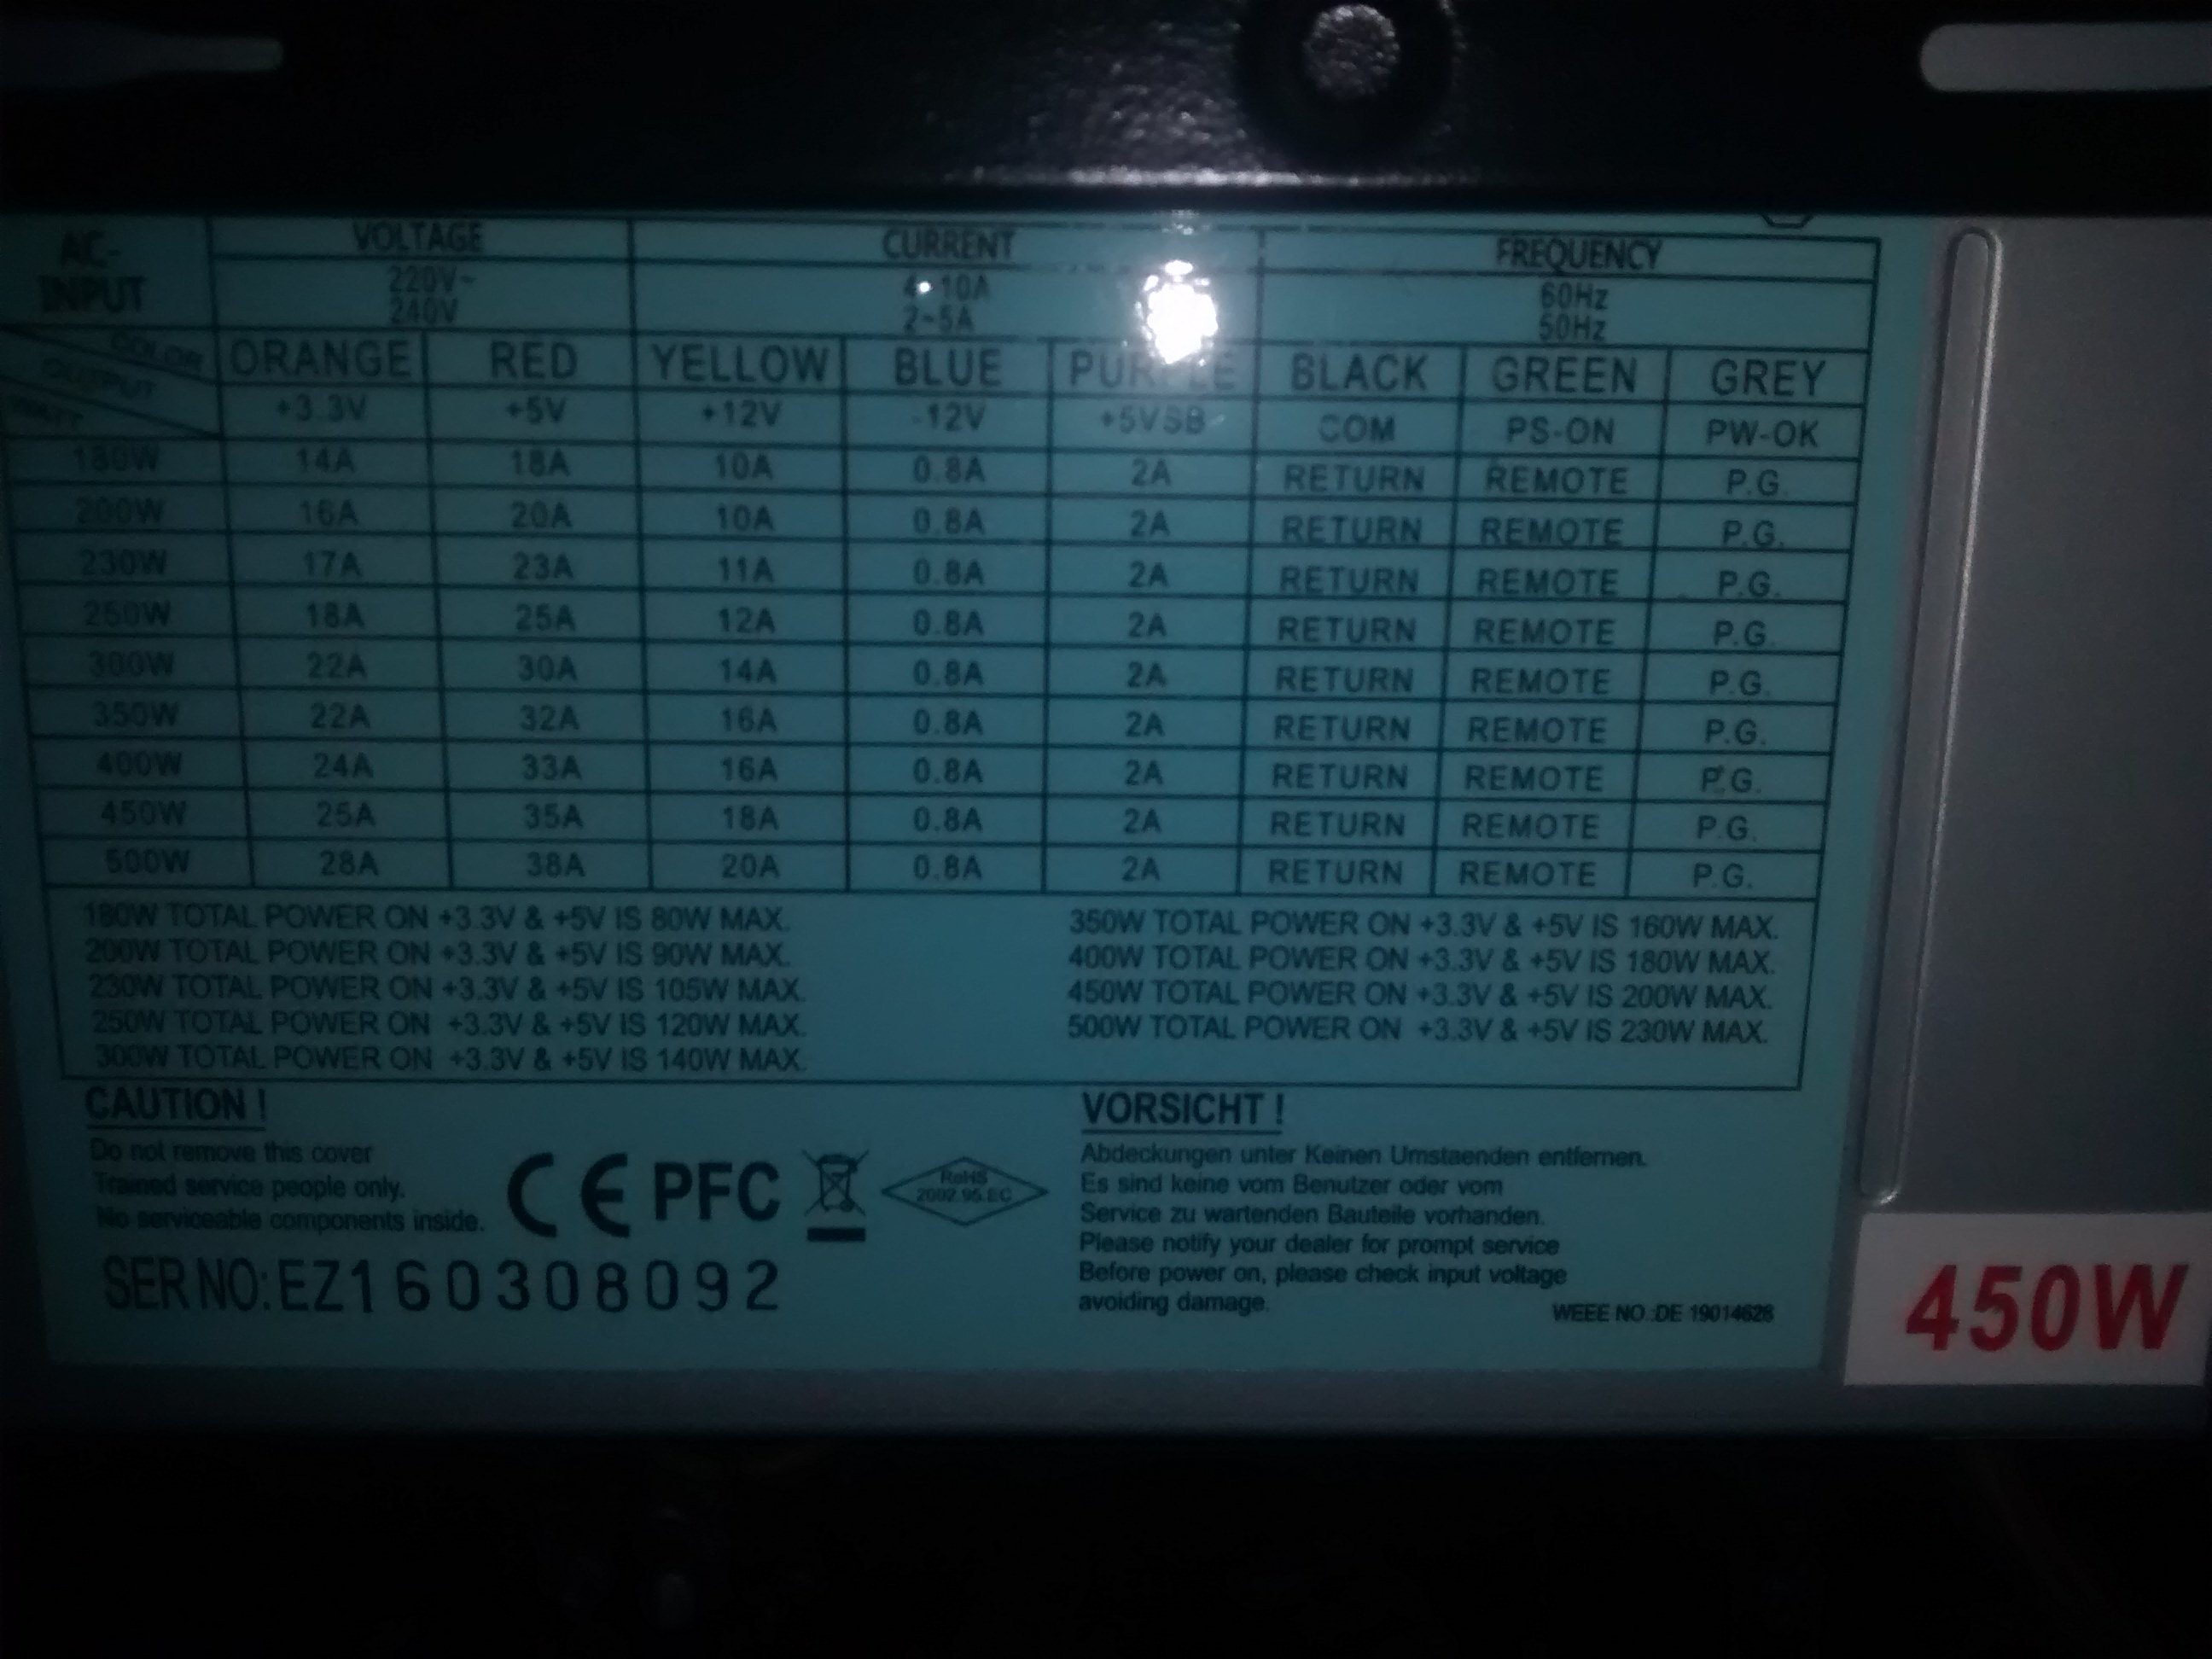 AC- VOLTAGE CURRENT FREQUENCY
INPUT 220V~ 4~10A 60Hz
240V 2~5A 50Hz
COLOR ORANGE RED YELLOW BLUE PURPLE BLACK GREEN GREY
OUTPUT
WATT +3.3V +5V +12V -12V +5VSB COM PS-ON PW-OK
180W 14A 18A 10A 0.8A 2A RETURN REMOTE P.G.
200W 16A 20A 10A 0.8A 2A RETURN REMOTE P.G.
230W 17A 23A 11A 0.8A 2A RETURN REMOTE P.G.
250W 18A 25A 12A 0.8A 2A RETURN REMOTE P.G.
300W 22A 30A 14A 0.8A 2A RETURN REMOTE P.G.
350W 22A 32A 16A 0.8A 2A RETURN REMOTE P.G.
400W 24A 33A 16A 0.8A 2A RETURN REMOTE P.G.
450W 25A 35A 18A 0.8A 2A RETURN REMOTE P.G.
500W 28A 38A 20A 0.8A 2A RETURN REMOTE P.G.
180W TOTAL POWER ON +3.3V & +5V IS 80W MAX.
200W TOTAL POWER ON +3.3V & +5V IS 90W MAX.
230W TOTAL POWER ON +3.3V & +5V IS 105W MAX.
250W TOTAL POWER ON +3.3V & +5V IS 120W MAX.
300W TOTAL POWER ON +3.3V & +5V IS 140W MAX.
350W TOTAL POWER ON +3.3V & +5V IS 160W MAX.
400W TOTAL POWER ON +3.3V & +5V IS 180W MAX.
450W TOTAL POWER ON +3.3V & +5V IS 200W MAX.
500W TOTAL POWER ON +3.3V & +5V IS 230W MAX.
CAUTION !
Do not remove this cover
Trained service people only.
No serviceable components inside.
CE PFC
RoHS
2002.95.EC
SER NO: EZ160308092
VORSICHT !
Abdeckungen unter Keinen Umstaenden entfernen.
Es sind keine vom Benutzer oder vom
Service zu wartenden Bauteile vorhanden.
Please notify your dealer for prompt service
Before power on, please check input voltage
avoiding damage.
WEEE NO.:DE 19014628
450W